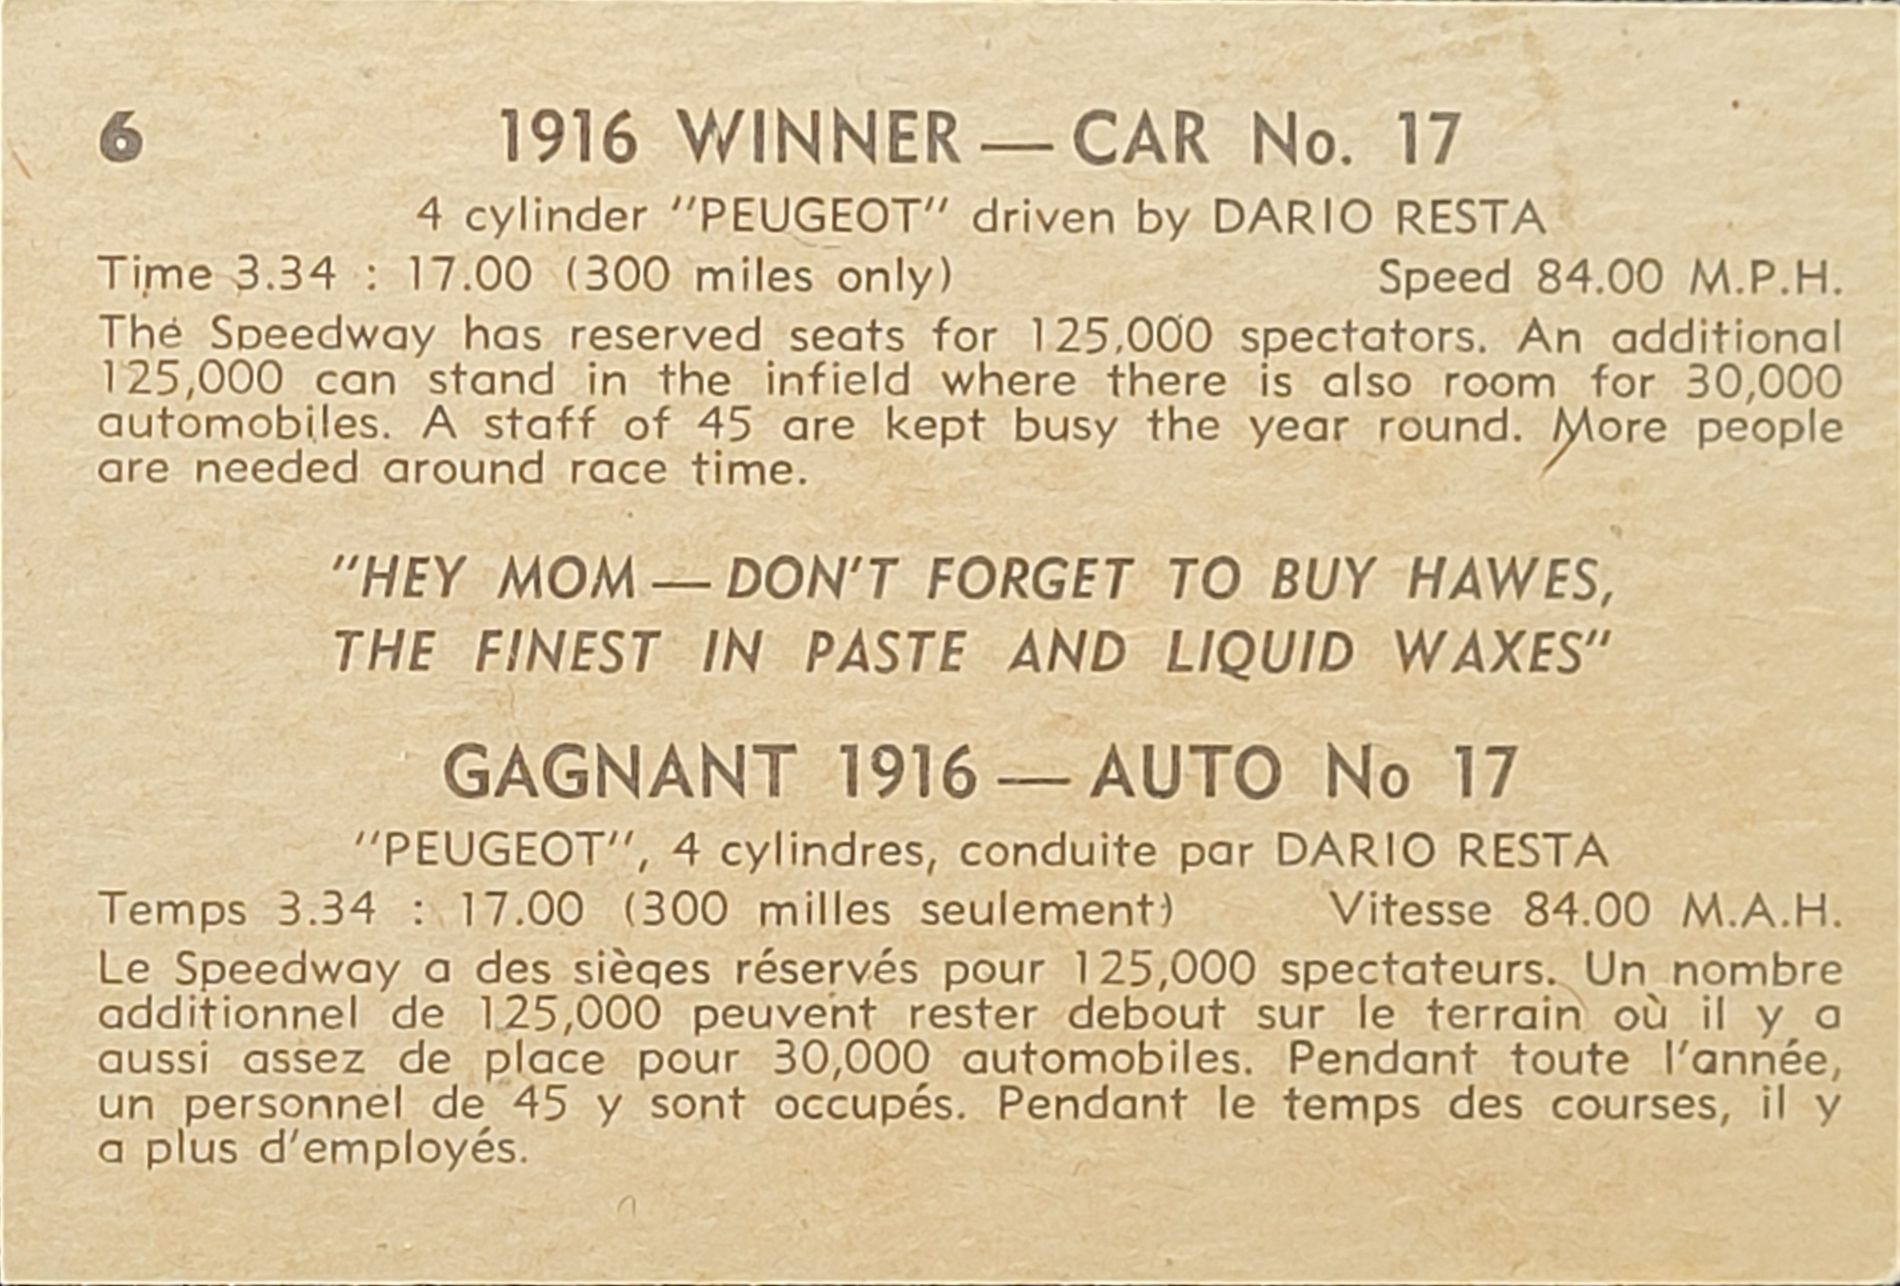 6 1916 WINNER — CAR No. 17
4 cylinder "PEUGEOT" driven by DARIO RESTA
Time 3.34 : 17.00 (300 miles only) Speed 84.00 M.P.H.
The Speedway has reserved seats for 125,000 spectators. An additional
125,000 can stand in the infield where there is also room for 30,000
automobiles. A staff of 45 are kept busy the year round. More people
are needed around race time.
"HEY MOM — DON'T FORGET TO BUY HAWES,
THE FINEST IN PASTE AND LIQUID WAXES"
GAGNANT 1916 — AUTO No 17
"PEUGEOT", 4 cylindres, conduite par DARIO RESTA
Temps 3.34 : 17.00 (300 milles seulement) Vitesse 84.00 M.A.H.
Le Speedway a des sièges réservés pour 125,000 spectateurs. Un nombre
additionnel de 125,000 peuvent rester debout sur le terrain où il y a
aussi assez de place pour 30,000 automobiles. Pendant toute l'année,
un personnel de 45 y sont occupés. Pendant le temps des courses, il y
a plus d'employés.